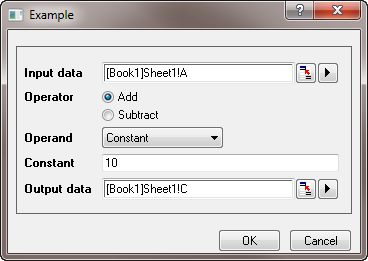 Example
Input data [Book1]Sheet1!A
Operator Add
Subtract
Operand Constant
Constant 10
Output data [Book1]Sheet1!C
OK Cancel